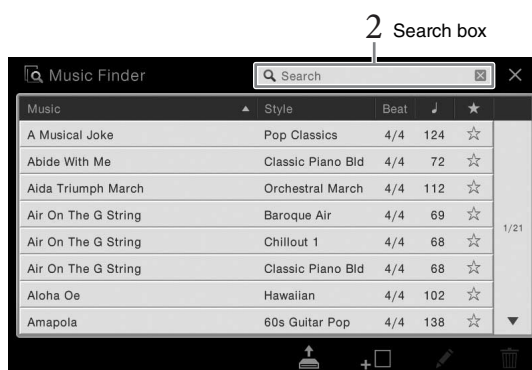 2 Search box
Music Finder Search
Music Style Beat
A Musical Joke Pop Classics 4/4 124
Abide With Me Classic Piano Bld 4/4 72
Aida Triumph March Orchestral March 4/4 112
Air On The G String Baroque Air 4/4 69
Air On The G String Chillout 1 4/4 68
Air On The G String Classic Piano Bld 4/4 68
Aloha Oe Hawaiian 4/4 102
Amapola 60s Guitar Pop 4/4 138
1/21